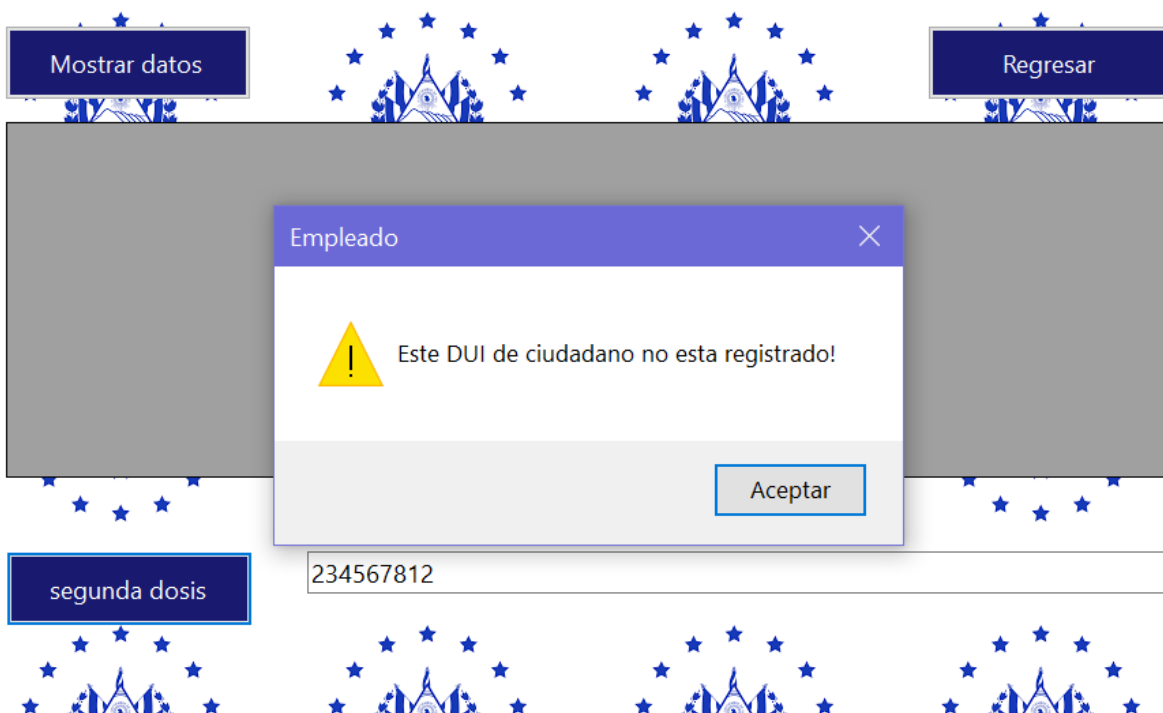 Mostrar datos
Regresar
Empleado
Este DUI de ciudadano no esta registrado!
Aceptar
segunda dosis
234567812